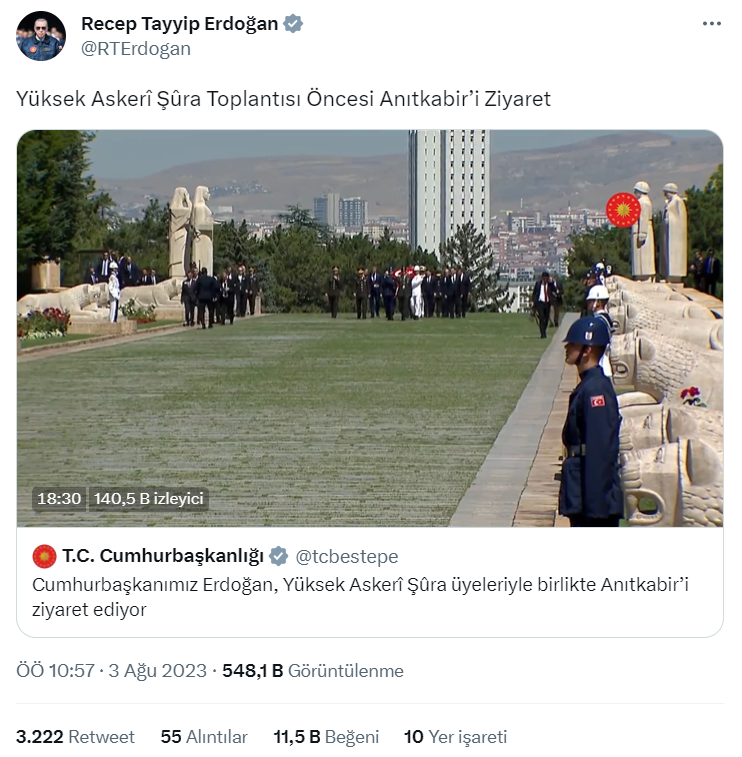 Recep Tayyip Erdoğan
@RTErdogan
Yüksek Askerî Şûra Toplantısı Öncesi Anıtkabir’i Ziyaret
18:30 140,5 B izleyici
T.C. Cumhurbaşkanlığı @tcbestepe
Cumhurbaşkanımız Erdoğan, Yüksek Askerî Şûra üyeleriyle birlikte Anıtkabir’i
ziyaret ediyor
ÖÖ 10:57 · 3 Ağu 2023 · 548,1 B Görüntülenme
3.222 Retweet 55 Alıntılar 11,5 B Beğeni 10 Yer işareti